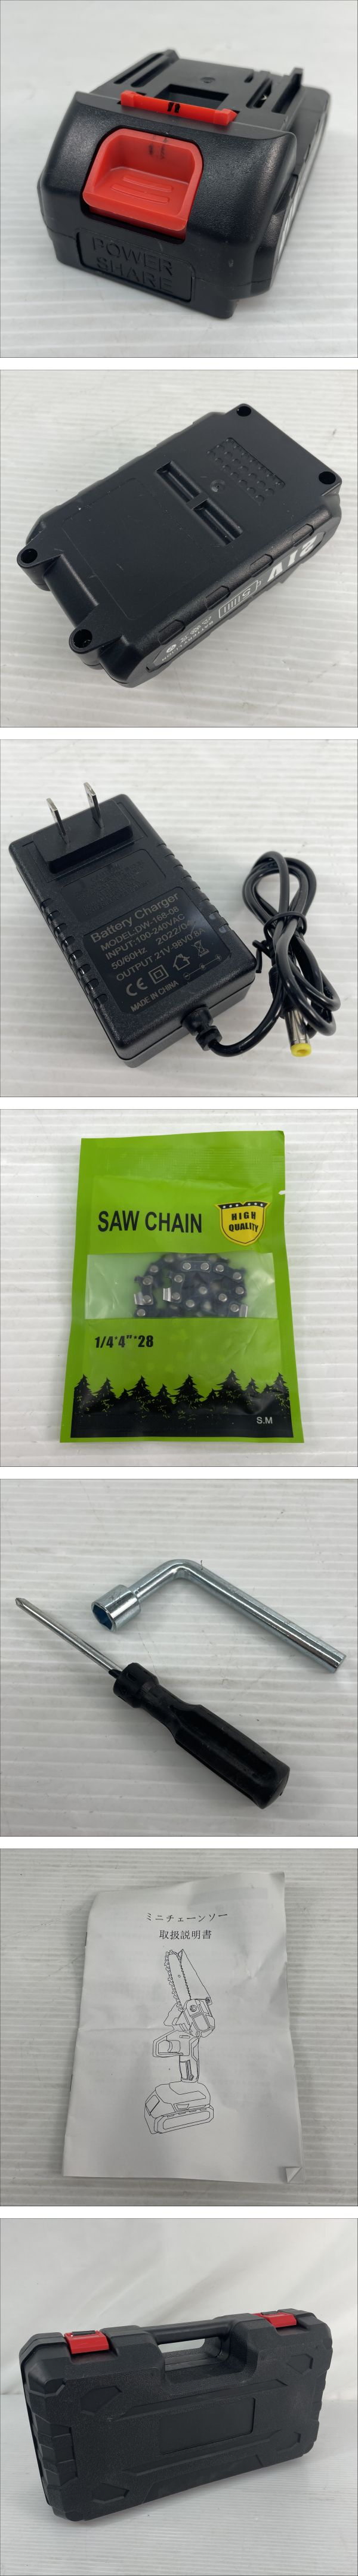 POWER
SHARE
21V
Battery Charger
MODEL:DW-168-08
INPUT:100-240VAC
50/60Hz
OUTPUT 21V
CE
MADE IN CHINA
SAW CHAIN
HIGH
QUALITY
1/4*4"*28
S.M
ミニチェーンソー
取扱説明書